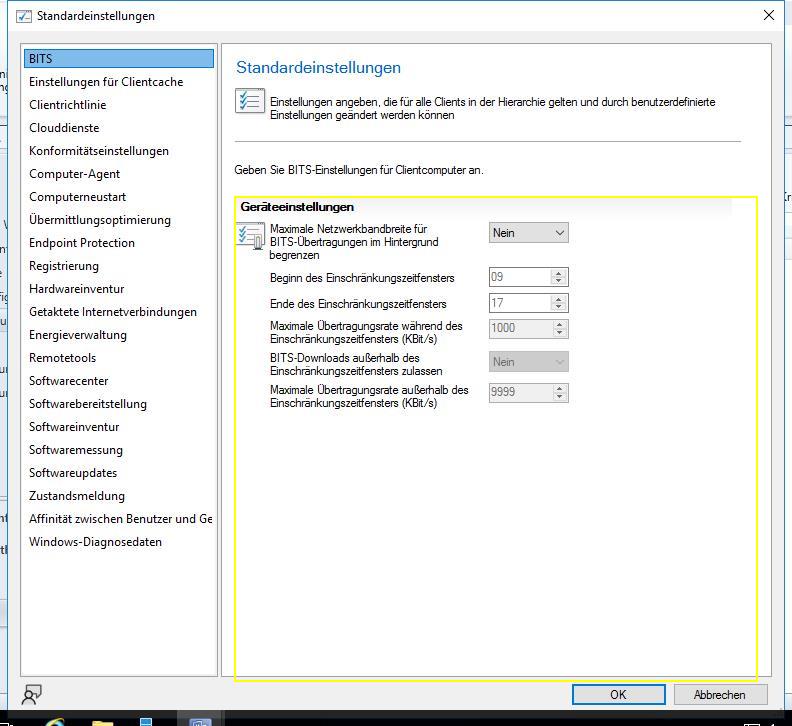 Standardeinstellungen
BITS
Einstellungen für Clientcache
Clientrichtlinie
Clouddienste
Konformitätseinstellungen
Computer-Agent
Computerneustart
Übermittlungsoptimierung
Endpoint Protection
Registrierung
Hardwareinventur
Getaktete Internetverbindungen
Energieverwaltung
Remotetools
Softwarecenter
Softwarebereitstellung
Softwareinventur
Softwaremessung
Softwareupdates
Zustandsmeldung
Affinität zwischen Benutzer und Ge
Windows-Diagnosedaten
Standardeinstellungen
Einstellungen angeben, die für alle Clients in der Hierarchie gelten und durch benutzerdefinierte
Einstellungen geändert werden können
Geben Sie BITS-Einstellungen für Clientcomputer an.
Geräteeinstellungen
Maximale Netzwerkbandbreite für
BITS-Übertragungen im Hintergrund
begrenzen
Nein
Beginn des Einschränkungszeitfensters
09
Ende des Einschränkungszeitfensters
17
Maximale Übertragungsrate während des
Einschränkungszeitfensters (KBit/s)
1000
BITS-Downloads außerhalb des
Einschränkungszeitfensters zulassen
Nein
Maximale Übertragungsrate außerhalb des
Einschränkungszeitfensters (KBit/s)
9999
OK
Abbrechen